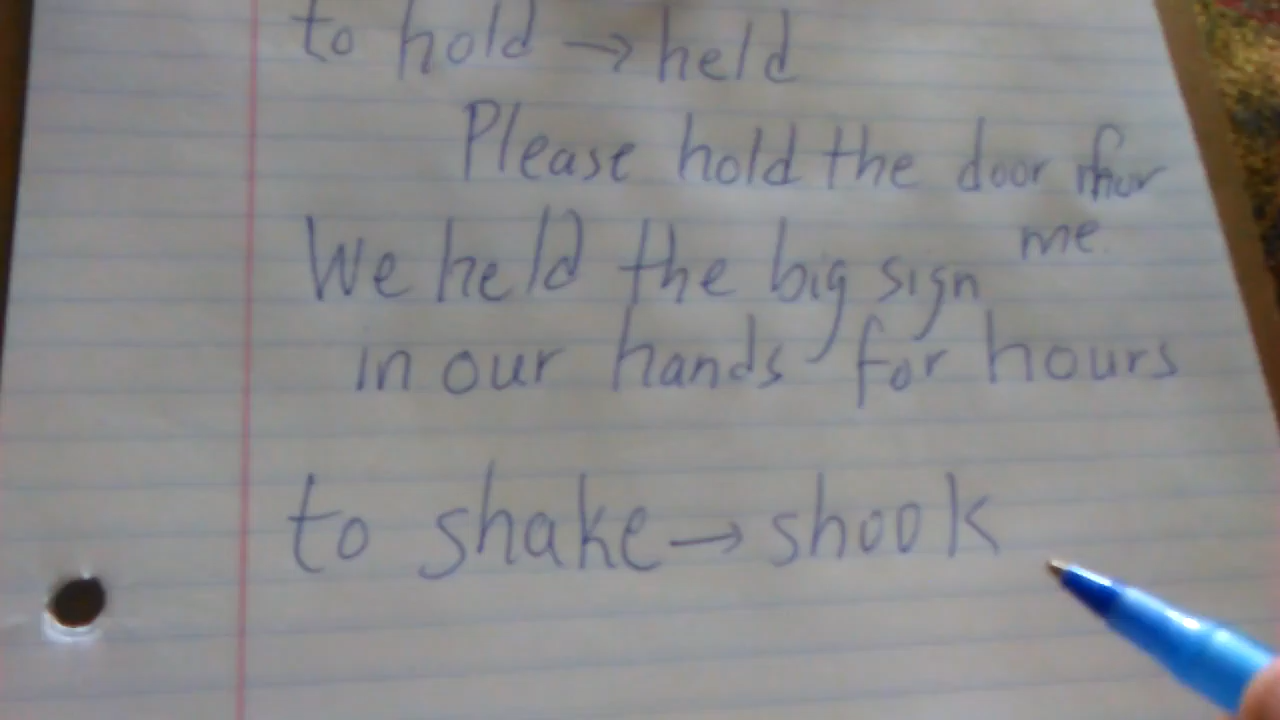 to hold → held
Please hold the door
me.
We held the big sign
in our hands for hours
to shake → shook